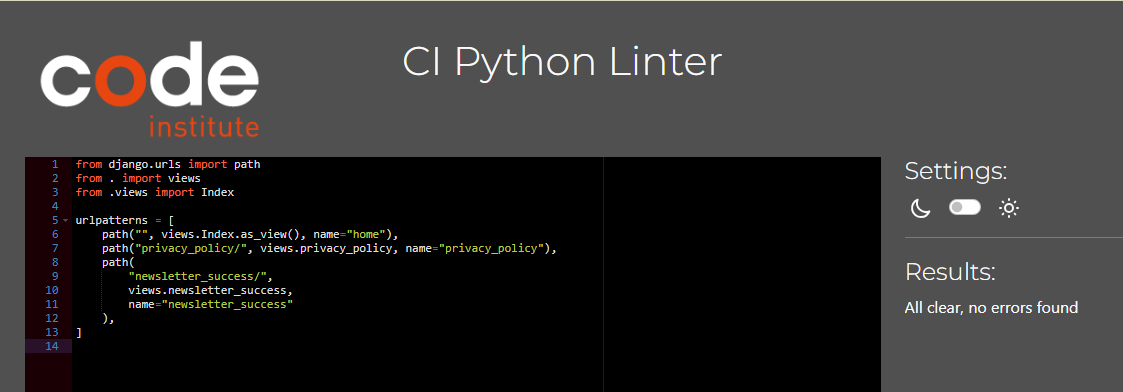 code
institute
CI Python Linter
1 from django.urls import path
2 from . import views
3 from .views import Index
4
5 urlpatterns = [
6     path("", views.Index.as_view(), name="home"),
7     path("privacy_policy/", views.privacy_policy, name="privacy_policy"),
8     path(
9         "newsletter_success/",
10         views.newsletter_success,
11         name="newsletter_success"
12     ),
13 ]
14
Settings:
Results:
All clear, no errors found